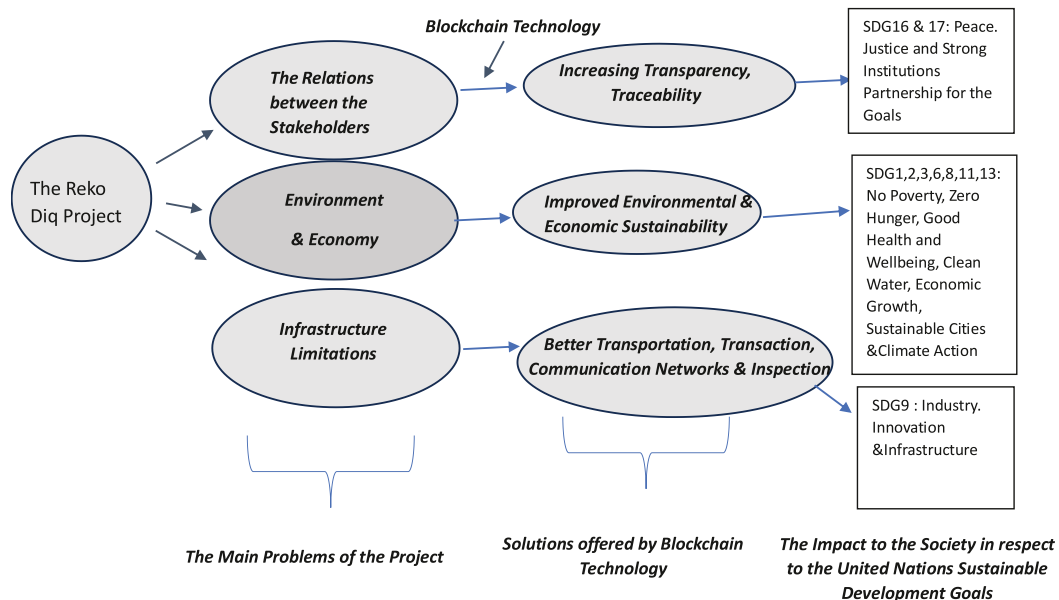 Blockchain Technology
The Reko
Diq Project
The Relations
between the
Stakeholders
Increasing Transparency,
Traceability
SDG16 & 17: Peace.
Justice and Strong
Institutions
Partnership for the
Goals
Environment
& Economy
Improved Environmental &
Economic Sustainability
SDG1,2,3,6,8,11,13:
No Poverty, Zero
Hunger, Good
Health and
Wellbeing, Clean
Water, Economic
Growth,
Sustainable Cities
&Climate Action
Infrastructure
Limitations
Better Transportation, Transaction,
Communication Networks & Inspection
SDG9 : Industry.
Innovation
&Infrastructure
The Main Problems of the Project
Solutions offered by Blockchain
Technology
The Impact to the Society in respect
to the United Nations Sustainable
Development Goals